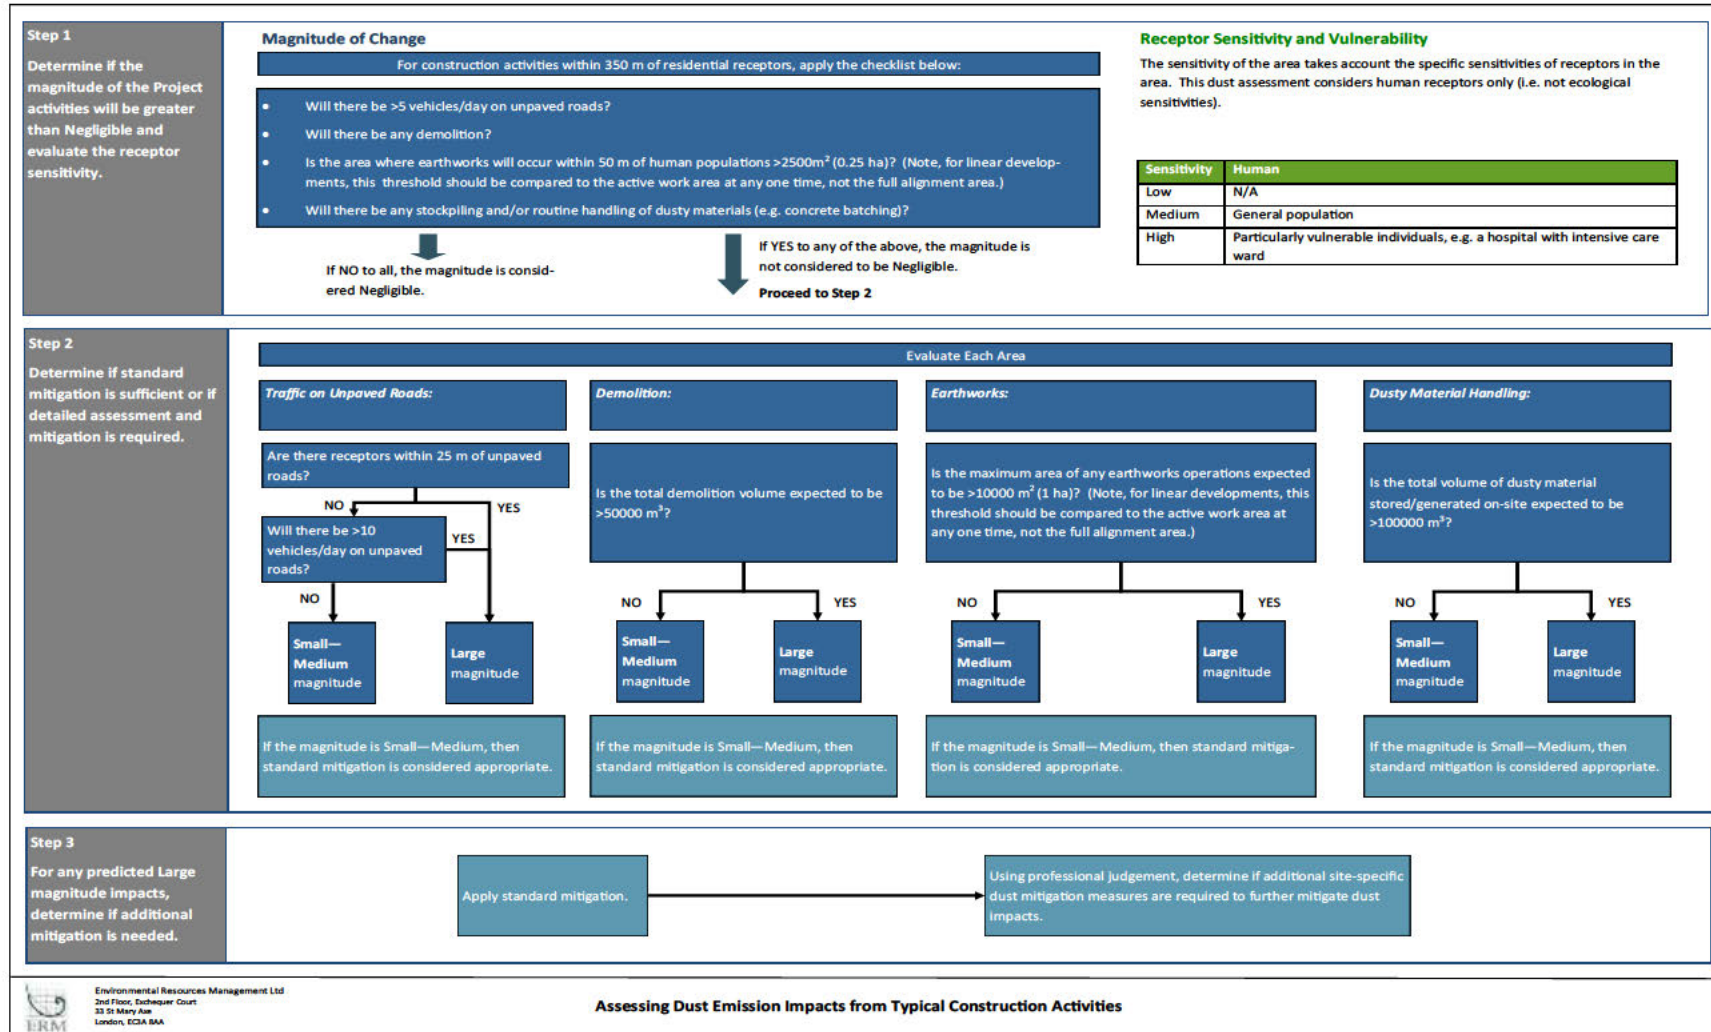 Step 1
Determine if the
magnitude of the Project
activities will be greater
than Negligible and
evaluate the receptor
sensitivity.
Magnitude of Change
For construction activities within 350 m of residential receptors, apply the checklist below:
• Will there be >5 vehicles/day on unpaved roads?
• Will there be any demolition?
• Is the area where earthworks will occur within 50 m of human populations >2500m² (0.25 ha)? (Note, for linear develop-
ments, this threshold should be compared to the active work area at any one time, not the full alignment area.)
• Will there be any stockpiling and/or routine handling of dusty materials (e.g. concrete batching)?
If NO to all, the magnitude is consid-
ered Negligible.
If YES to any of the above, the magnitude is
not considered to be Negligible.
Proceed to Step 2
Receptor Sensitivity and Vulnerability
The sensitivity of the area takes account the specific sensitivities of receptors in the
area. This dust assessment considers human receptors only (i.e. not ecological
sensitivities).
Sensitivity Human
Low N/A
Medium General population
High Particularly vulnerable individuals, e.g. a hospital with intensive care
ward
Step 2
Determine if standard
mitigation is sufficient or if
detailed assessment and
mitigation is required.
Evaluate Each Area
Traffic on Unpaved Roads:
Are there receptors within 25 m of unpaved
roads?
NO
YES
Will there be >10
vehicles/day on unpaved
roads?
YES
NO
Small—
Medium
magnitude
Large
magnitude
If the magnitude is Small—Medium, then
standard mitigation is considered appropriate.
Demolition:
Is the total demolition volume expected to be
>50000 m³?
NO
YES
Small—
Medium
magnitude
Large
magnitude
If the magnitude is Small—Medium, then
standard mitigation is considered appropriate.
Earthworks:
Is the maximum area of any earthworks operations expected
to be >10000 m² (1 ha)? (Note, for linear developments, this
threshold should be compared to the active work area at
any one time, not the full alignment area.)
NO
YES
Small—
Medium
magnitude
Large
magnitude
If the magnitude is Small—Medium, then standard mitiga-
tion is considered appropriate.
Dusty Material Handling:
Is the total volume of dusty material
stored/generated on-site expected to be
>100000 m³?
NO
YES
Small—
Medium
magnitude
Large
magnitude
If the magnitude is Small—Medium, then
standard mitigation is considered appropriate.
Step 3
For any predicted Large
magnitude impacts,
determine if additional
mitigation is needed.
Apply standard mitigation.
Using professional judgement, determine if additional site-specific
dust mitigation measures are required to further mitigate dust
impacts.
ERM
Environmental Resources Management Ltd
2nd Floor, Exchequer Court
33 St Mary Axe
London, EC3A 8AA
Assessing Dust Emission Impacts from Typical Construction Activities